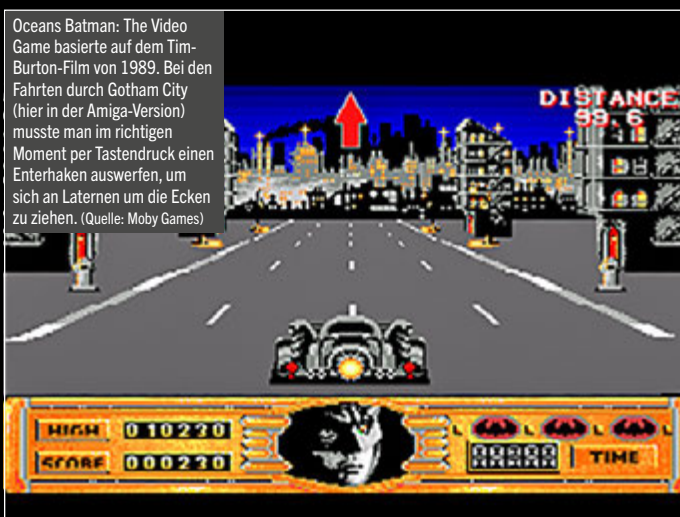 Oceans Batman: The Video
Game basierte auf dem Tim-
Burton-Film von 1989. Bei den
Fahrten durch Gotham City
(hier in der Amiga-Version)
musste man im richtigen
Moment per Tastendruck einen
Enterhaken auswerfen, um
sich an Laternen um die Ecken
zu ziehen. (Quelle: Moby Games)
DISTANCE
99.6
HIGH 010230
SCORE 000230
L L L L
TIME